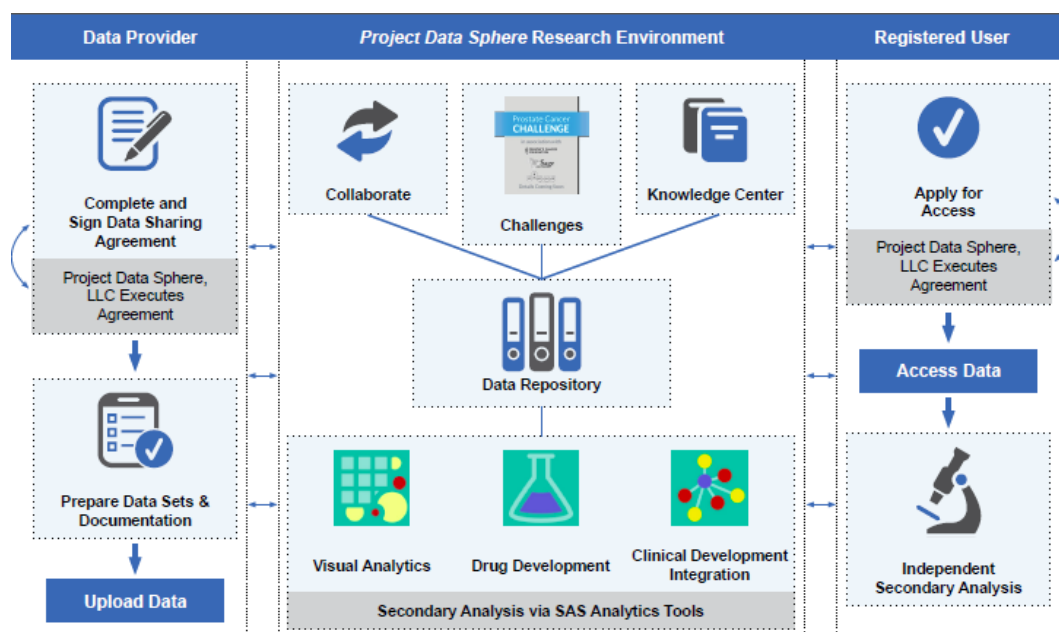 Data Provider
Project Data Sphere Research Environment
Registered User
Complete and
Sign Data Sharing
Agreement
Project Data Sphere,
LLC Executes
Agreement
Prepare Data Sets &
Documentation
Upload Data
Collaborate
Prostate Cancer
CHALLENGE
Challenges
Knowledge Center
Data Repository
Visual Analytics
Drug Development
Clinical Development
Integration
Secondary Analysis via SAS Analytics Tools
Apply for
Access
Project Data Sphere,
LLC Executes
Agreement
Access Data
Independent
Secondary Analysis